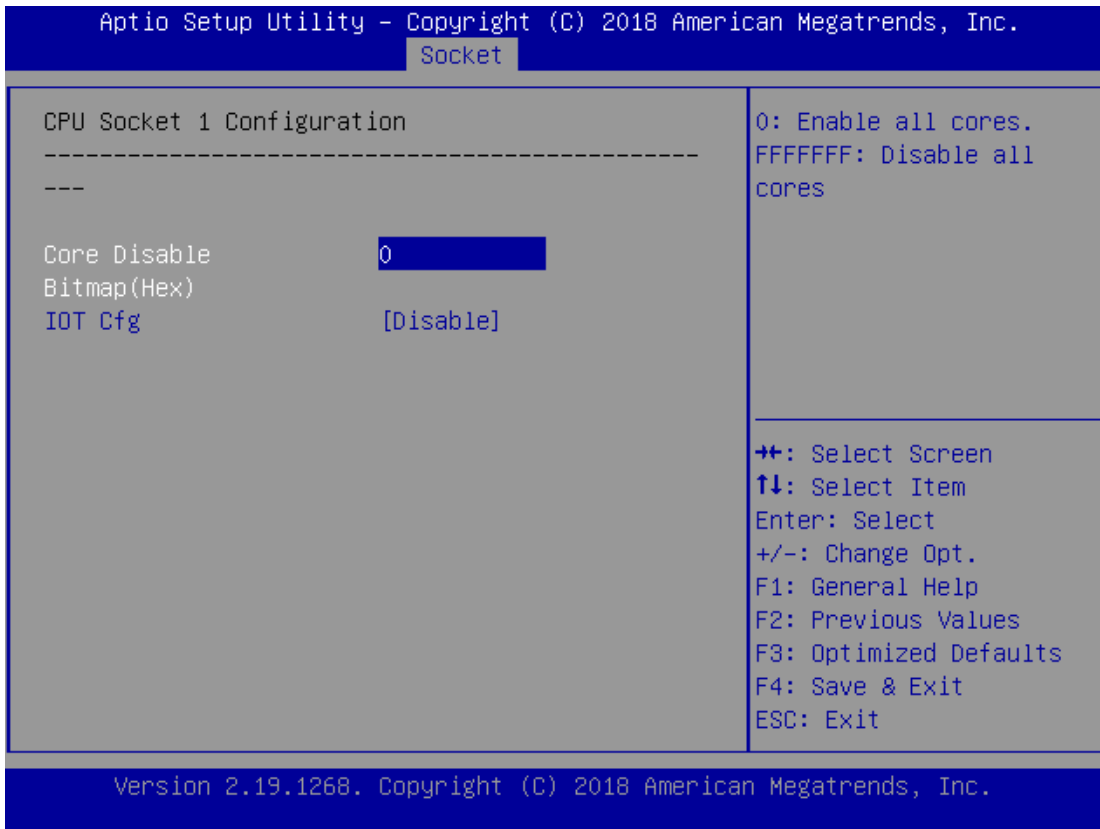 Aptio Setup Utility – Copyright (C) 2018 American Megatrends, Inc.
Socket
CPU Socket 1 Configuration
-----------------------------------------------
---
Core Disable 0
Bitmap(Hex)
IOT Cfg [Disable]
0: Enable all cores.
FFFFFFF: Disable all
cores
→←: Select Screen
↑↓: Select Item
Enter: Select
+/-: Change Opt.
F1: General Help
F2: Previous Values
F3: Optimized Defaults
F4: Save & Exit
ESC: Exit
Version 2.19.1268. Copyright (C) 2018 American Megatrends, Inc.